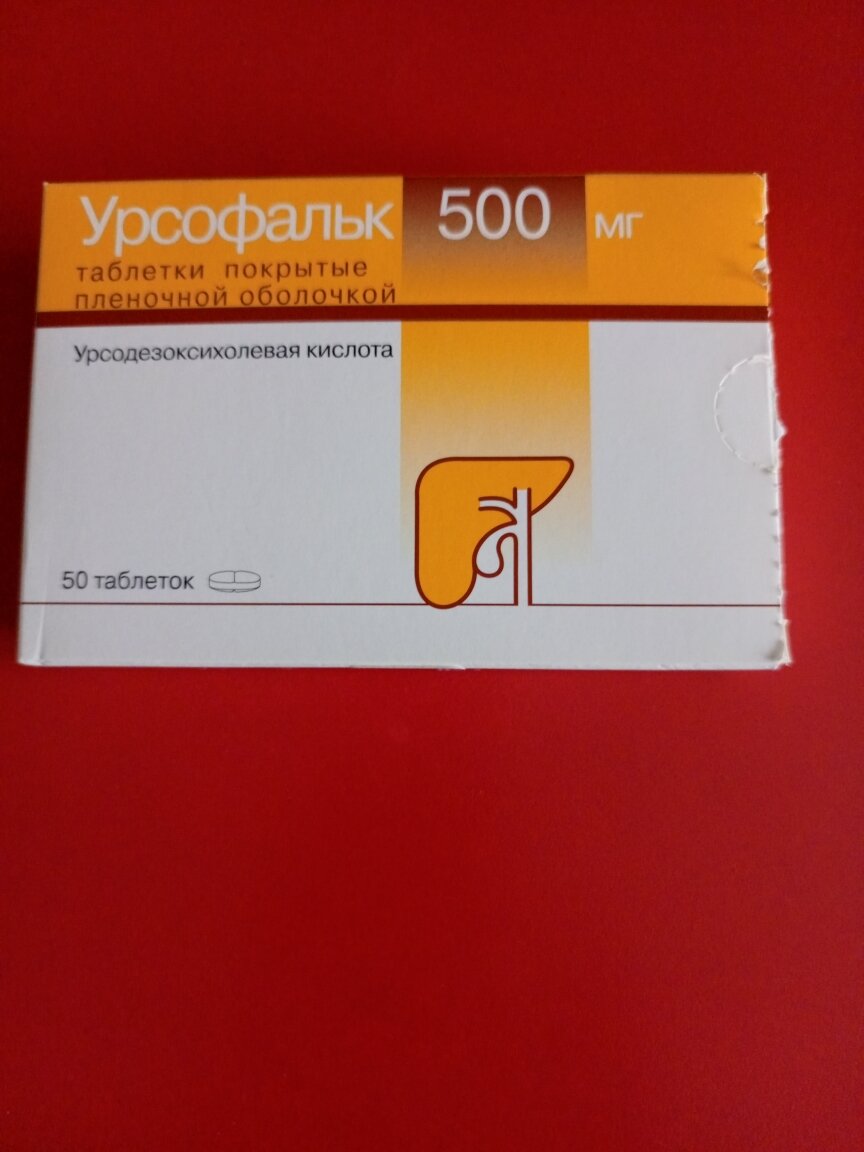 Урсофальк 500 мг
таблетки покрытые
пленочной оболочкой
Урсодезоксихолевая кислота
50 таблеток